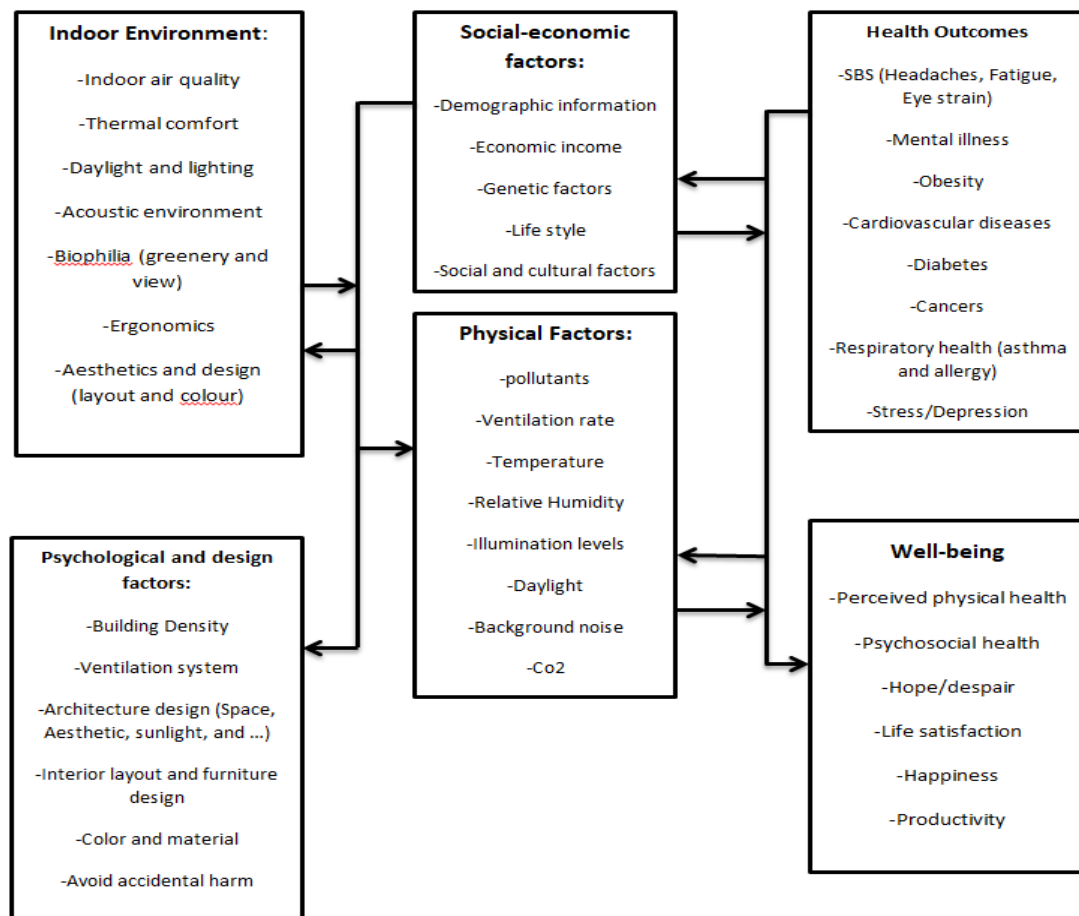 Indoor Environment:
-Indoor air quality
-Thermal comfort
-Daylight and lighting
-Acoustic environment
-Biophilia (greenery and
view)
-Ergonomics
-Aesthetics and design
(layout and colour)
Psychological and design
factors:
-Building Density
-Ventilation system
-Architecture design (Space,
Aesthetic, sunlight, and ...)
-Interior layout and furniture
design
-Color and material
-Avoid accidental harm
Social-economic
factors:
-Demographic information
-Economic income
-Genetic factors
-Life style
-Social and cultural factors
Physical Factors:
-pollutants
-Ventilation rate
-Temperature
-Relative Humidity
-Illumination levels
-Daylight
-Background noise
-Co2
Health Outcomes
-SBS (Headaches, Fatigue,
Eye strain)
-Mental illness
-Obesity
-Cardiovascular diseases
-Diabetes
-Cancers
-Respiratory health (asthma
and allergy)
-Stress/Depression
Well-being
-Perceived physical health
-Psychosocial health
-Hope/despair
-Life satisfaction
-Happiness
-Productivity